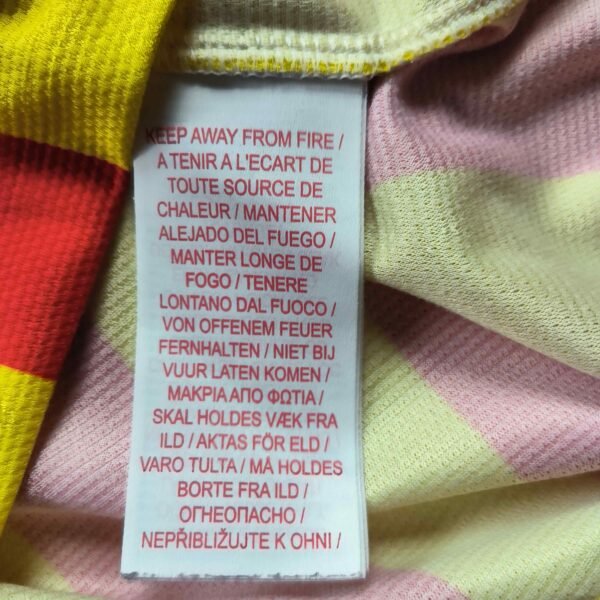 KEEP AWAY FROM FIRE /
A TENIR A L'ECART DE
TOUTE SOURCE DE
CHALEUR / MANTENER
ALEJADO DEL FUEGO /
MANTER LONGE DE
FOGO / TENERE
LONTANO DAL FUOCO /
VON OFFENEM FEUER
FERNHALTEN / NIET BIJ
VUUR LATEN KOMEN /
ΜΑΚΡΙΑ ΑΠΟ ΦΩΤΙΑ /
SKAL HOLDES VÆK FRA
ILD / AKTAS FÖR ELD /
VARO TULTA / MÅ HOLDES
BORTE FRA ILD /
ОГНЕОПАСНО /
NEPŘIBLIŽUJTE K OHNI /